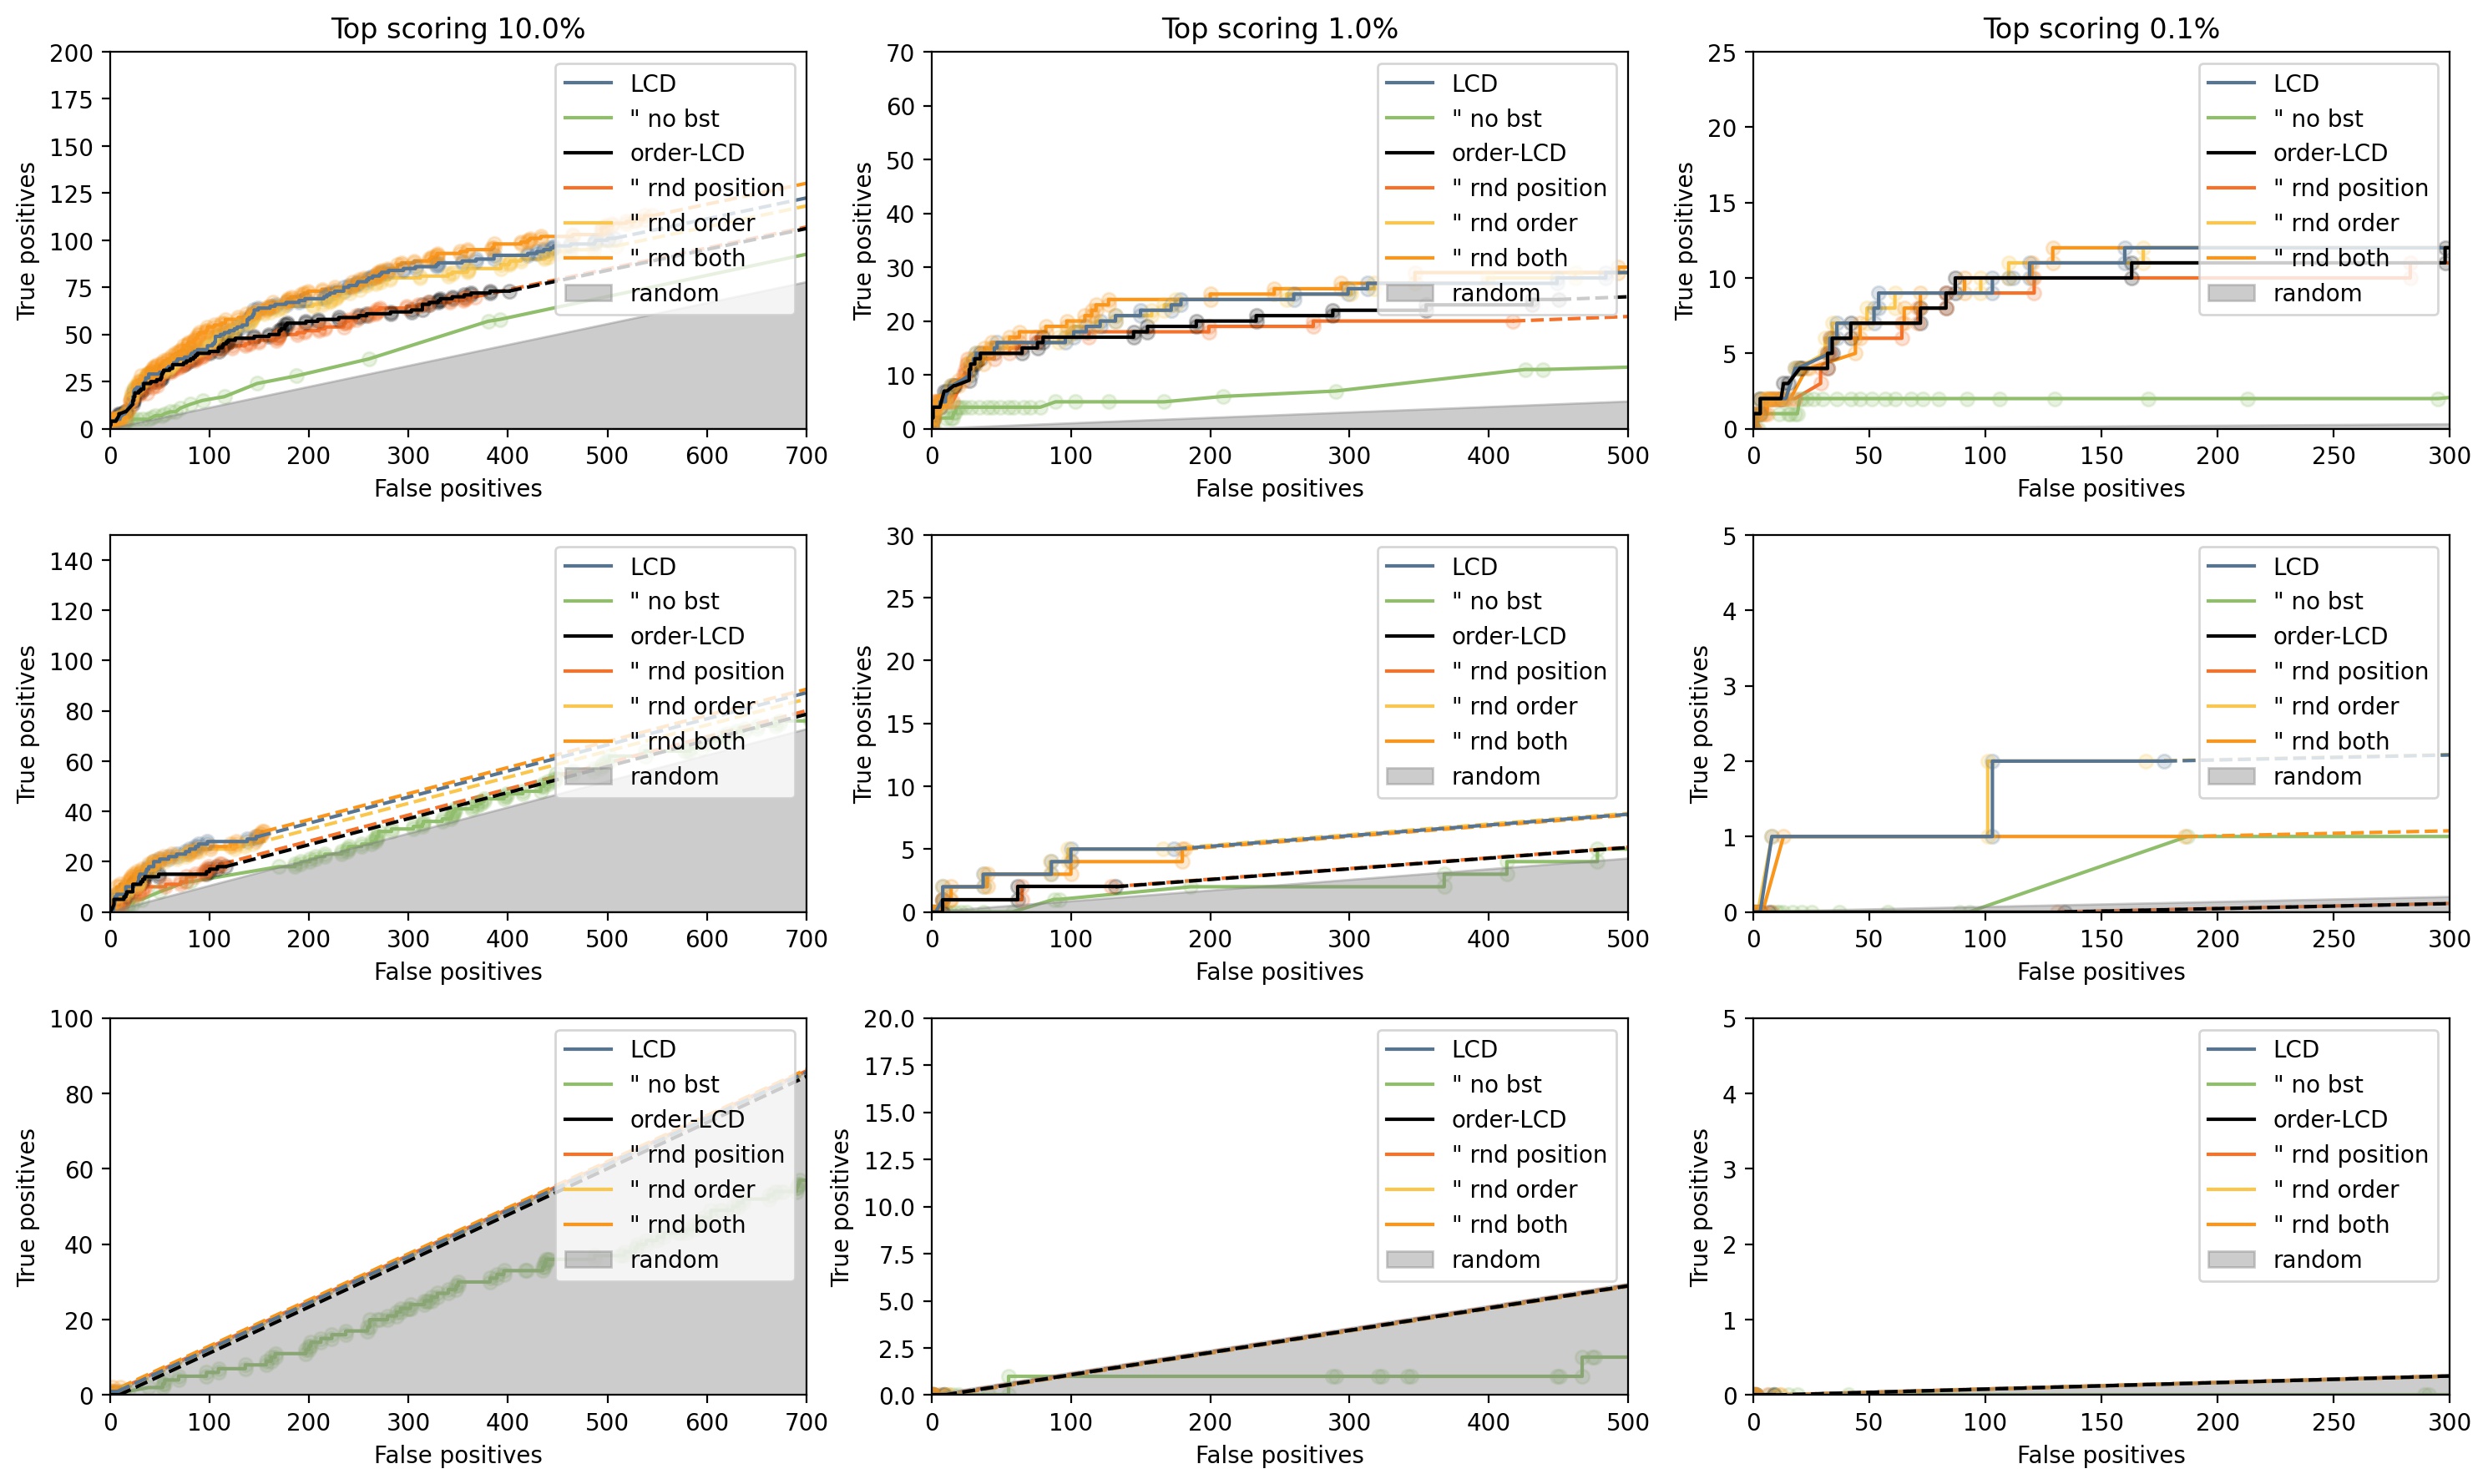 Top scoring 10.0%
True positives
200
175
150
125
100
75
50
25
0
LCD
" no bst
order-LCD
" rnd position
" rnd order
" rnd both
random
0 100 200 300 400 500 600 700
False positives
Top scoring 1.0%
True positives
70
60
50
40
30
20
10
0
LCD
" no bst
order-LCD
" rnd position
" rnd order
" rnd both
random
0 100 200 300 400 500
False positives
Top scoring 0.1%
True positives
25
20
15
10
5
0
LCD
" no bst
order-LCD
" rnd position
" rnd order
" rnd both
random
0 50 100 150 200 250 300
False positives
True positives
140
120
100
80
60
40
20
0
LCD
" no bst
order-LCD
" rnd position
" rnd order
" rnd both
random
0 100 200 300 400 500 600 700
False positives
True positives
30
25
20
15
10
5
0
LCD
" no bst
order-LCD
" rnd position
" rnd order
" rnd both
random
0 100 200 300 400 500
False positives
True positives
5
4
3
2
1
0
LCD
" no bst
order-LCD
" rnd position
" rnd order
" rnd both
random
0 50 100 150 200 250 300
False positives
True positives
100
80
60
40
20
0
LCD
" no bst
order-LCD
" rnd position
" rnd order
" rnd both
random
0 100 200 300 400 500 600 700
False positives
True positives
20.0
17.5
15.0
12.5
10.0
7.5
5.0
2.5
0.0
LCD
" no bst
order-LCD
" rnd position
" rnd order
" rnd both
random
0 100 200 300 400 500
False positives
True positives
5
4
3
2
1
0
LCD
" no bst
order-LCD
" rnd position
" rnd order
" rnd both
random
0 50 100 150 200 250 300
False positives